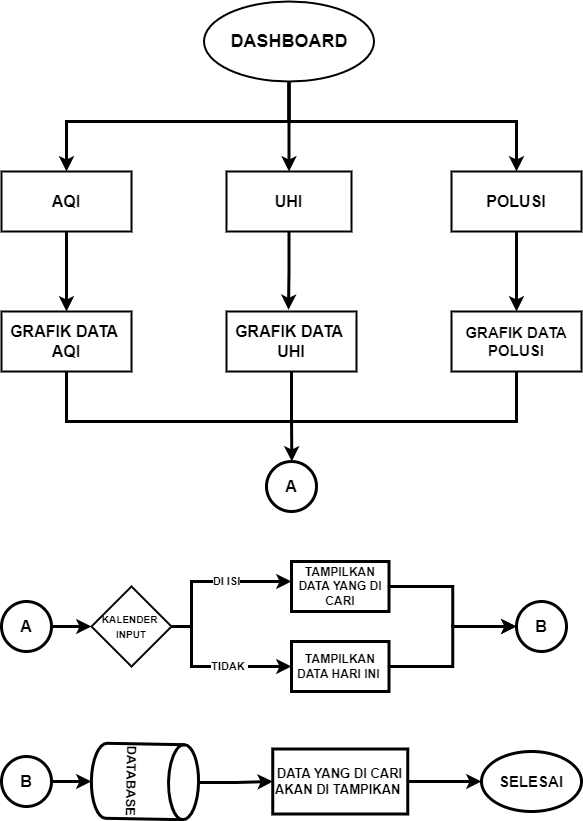 DASHBOARD
AQI
UHI
POLUSI
GRAFIK DATA
AQI
GRAFIK DATA
UHI
GRAFIK DATA
POLUSI
A
A
KALENDER
INPUT
DI ISI
TAMPILKAN
DATA YANG DI
CARI
TIDAK
TAMPILKAN
DATA HARI INI
B
B
DATABASE
DATA YANG DI CARI
AKAN DI TAMPIKAN
SELESAI